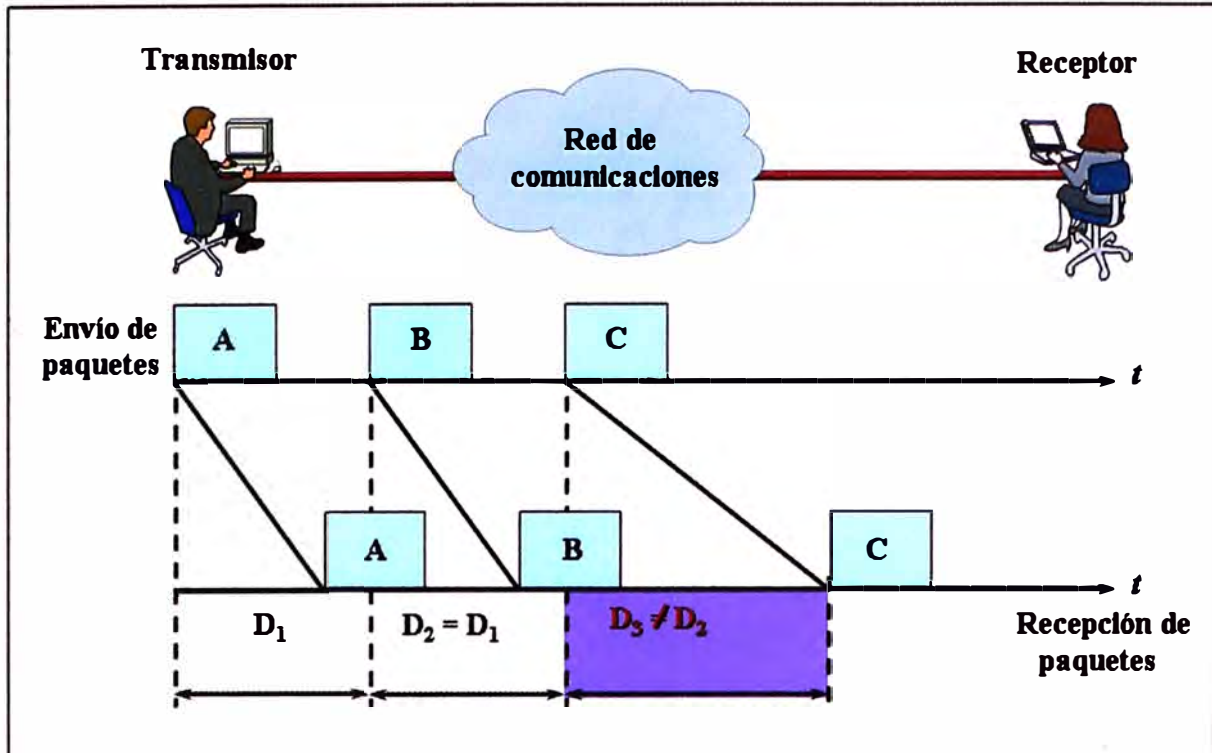 Transmisor
Receptor
Red de
comunicaciones
Envío de
paquetes
A
B
C
t
A
B
C
t
D1
D2 = D1
D3 ≠ D2
Recepción de
paquetes